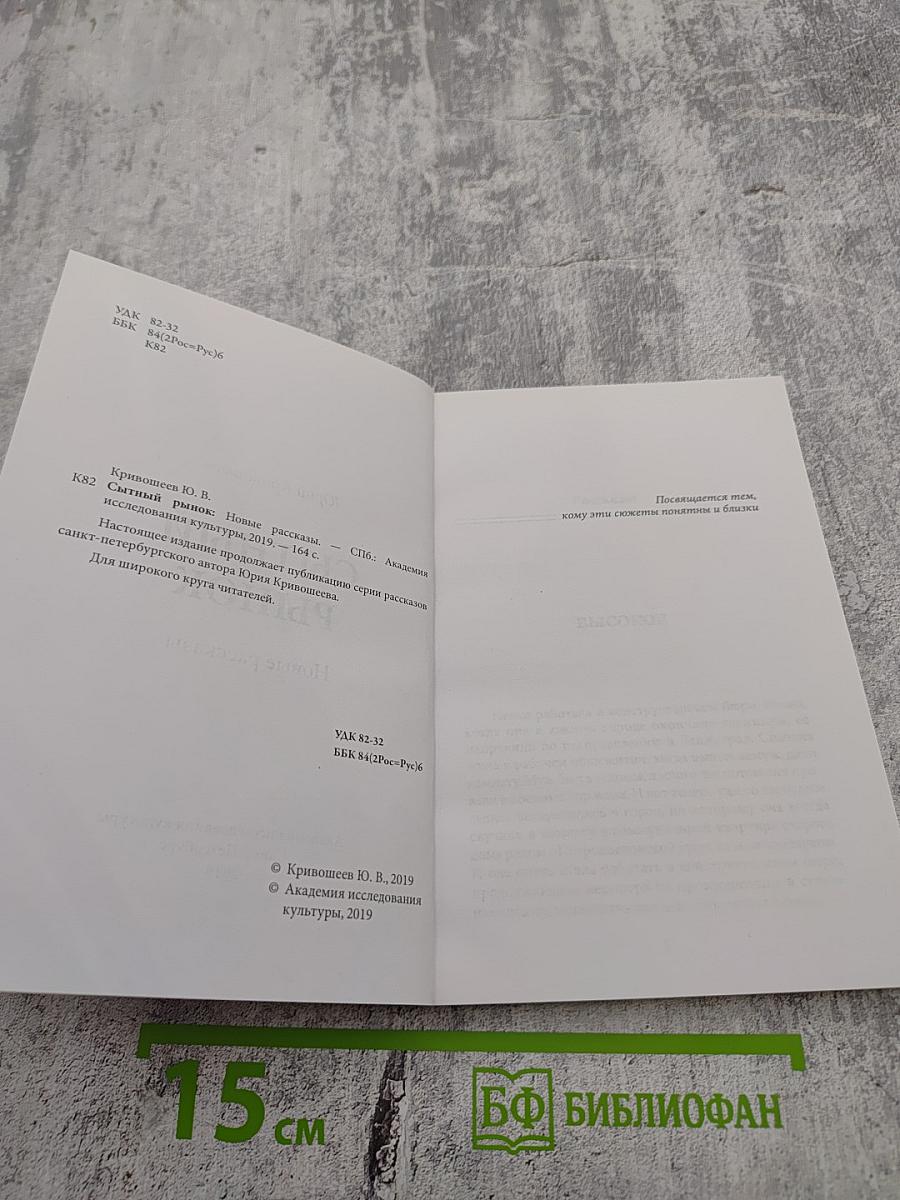 УДК 82-32
ББК 84(2Рос=Рус)6
К82
Кривошеев Ю. В.
К82 Сытный рынок: Новые рассказы. — СПб.: Академия
исследования культуры, 2019. — 164 с.
Настоящее издание продолжает публикацию серии рассказов
санкт-петербургского автора Юрия Кривошеева.
Для широкого круга читателей.
УДК 82-32
ББК 84(2Рос=Рус)6
© Кривошеев Ю. В., 2019
© Академия исследования
культуры, 2019
Посвящается тем,
кому эти сюжеты понятны и близки
15 см
БФ БИБЛИОФАН